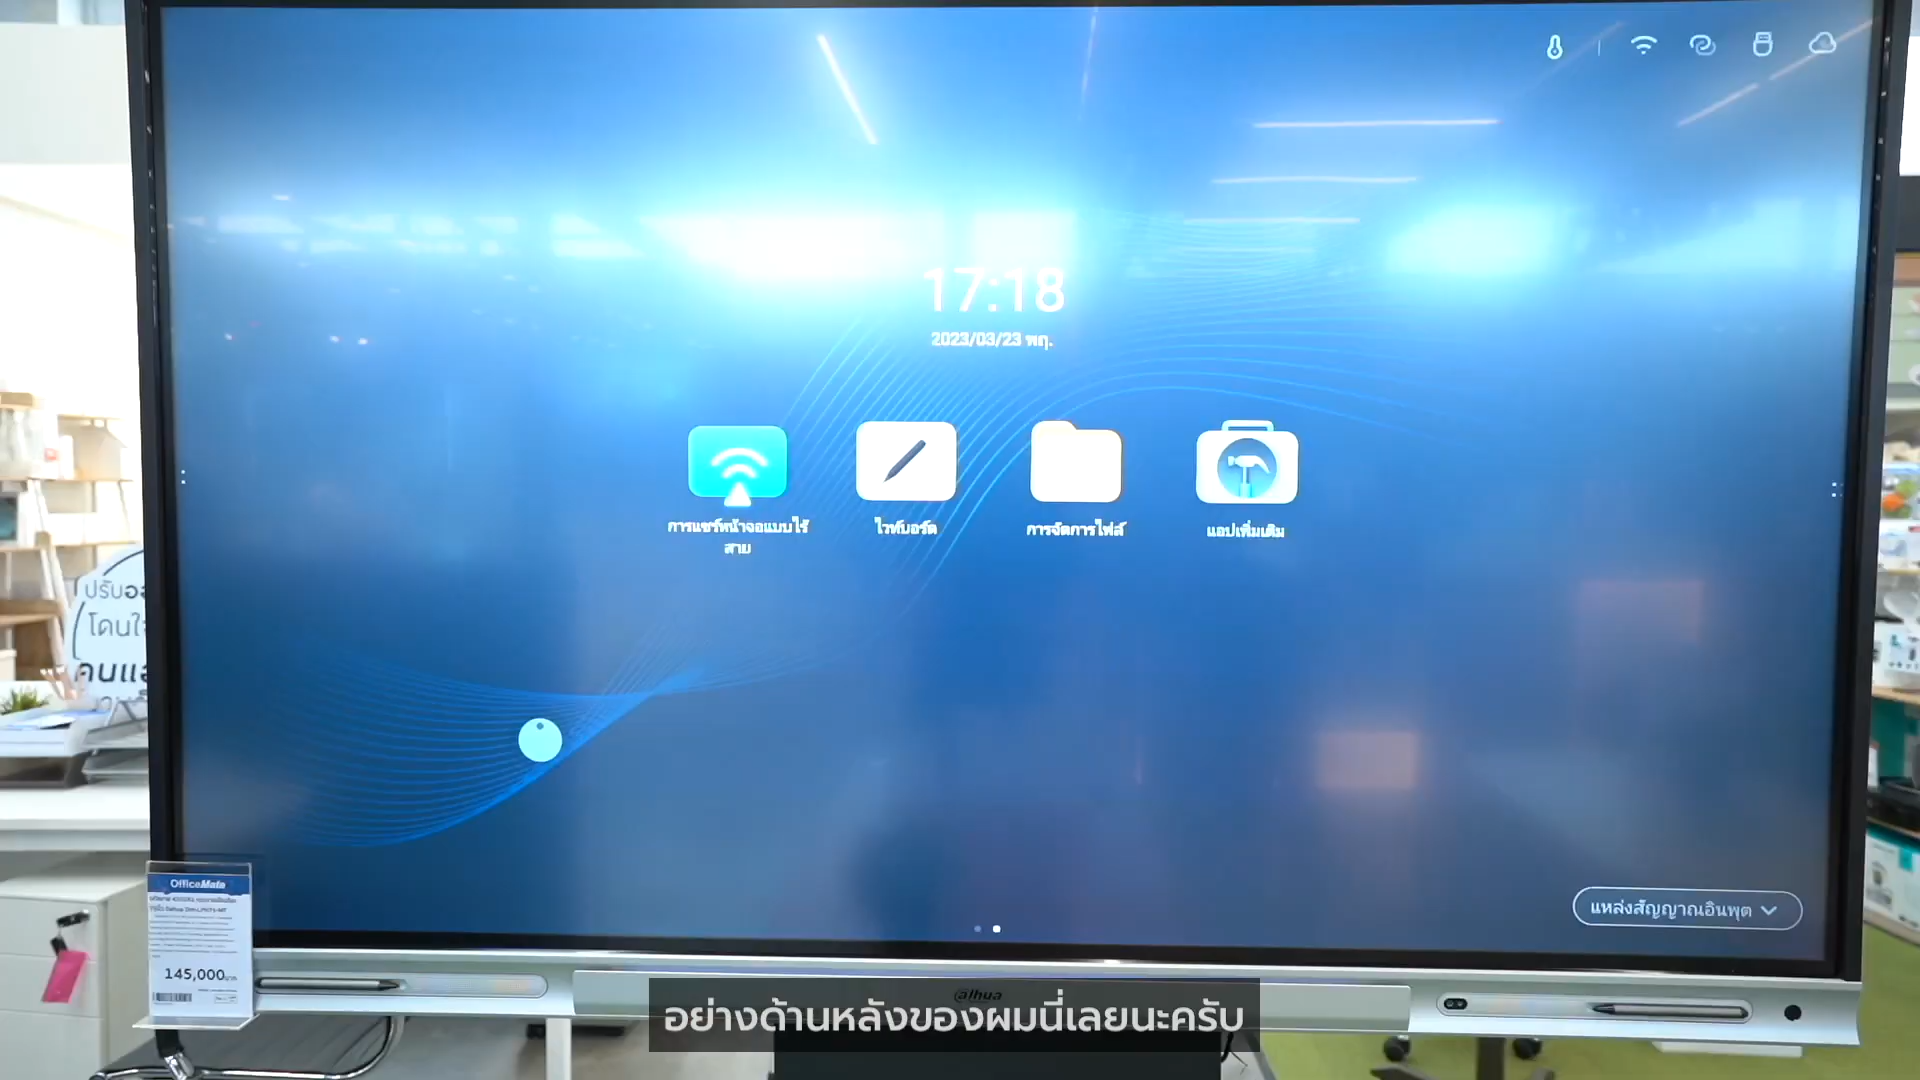 17:18
2023/03/23 พฤ.
การแชร์หน้าจอแบบไร้
สาย
ไวท์บอร์ด
การจัดการไฟล์
แอปเพิ่มเติม
ปรับ
โดนใ
คนแ
OfficeMate
145,000
แหล่งสัญญาณอินพุต
alhua
อย่างด้านหลังของผมนี่เลยนะครับ